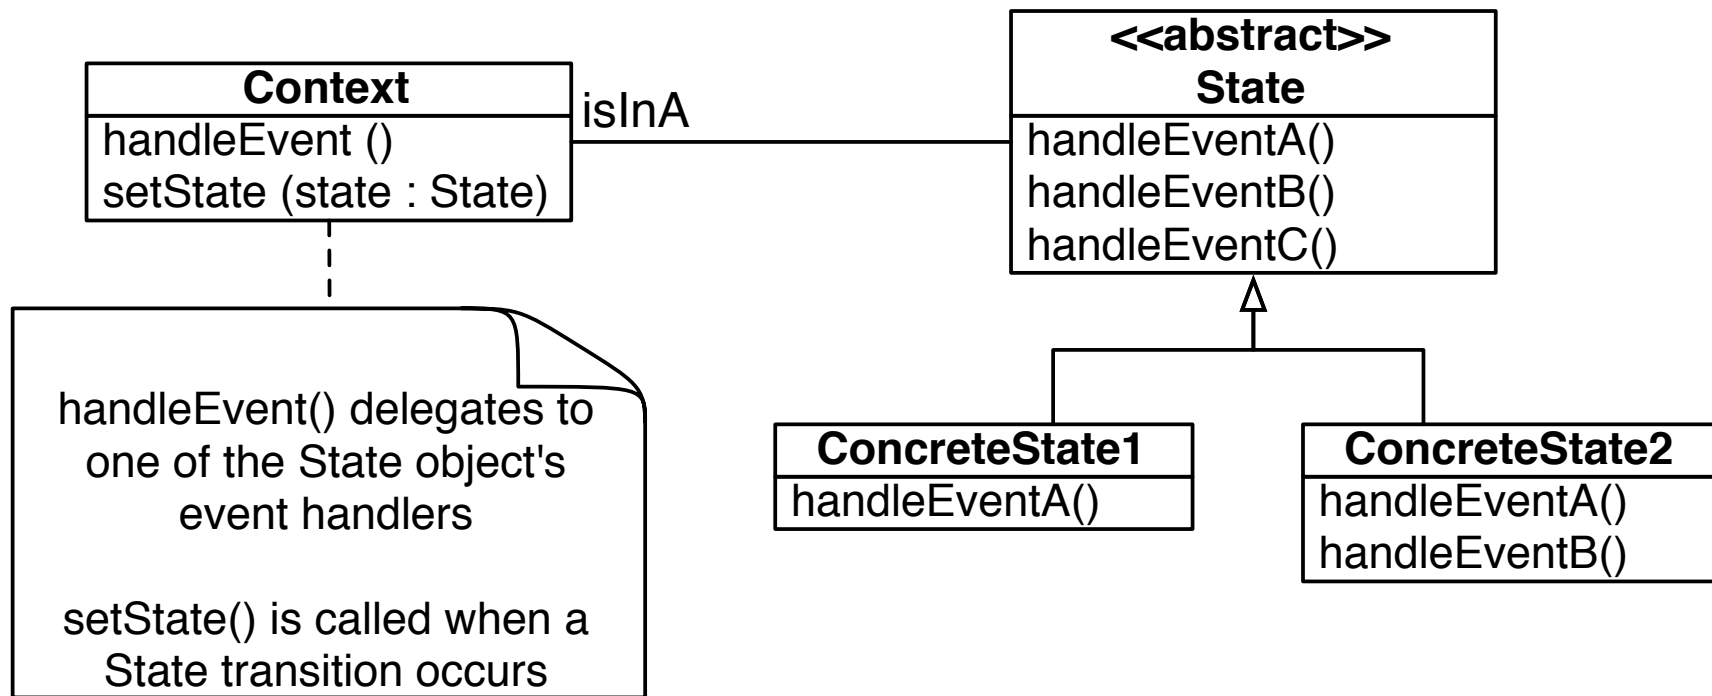 Context
handleEvent ()
setState (state : State)
isInA
<<abstract>>
State
handleEventA()
handleEventB()
handleEventC()
handleEvent() delegates to
one of the State object's
event handlers
setState() is called when a
State transition occurs
ConcreteState1
handleEventA()
ConcreteState2
handleEventA()
handleEventB()